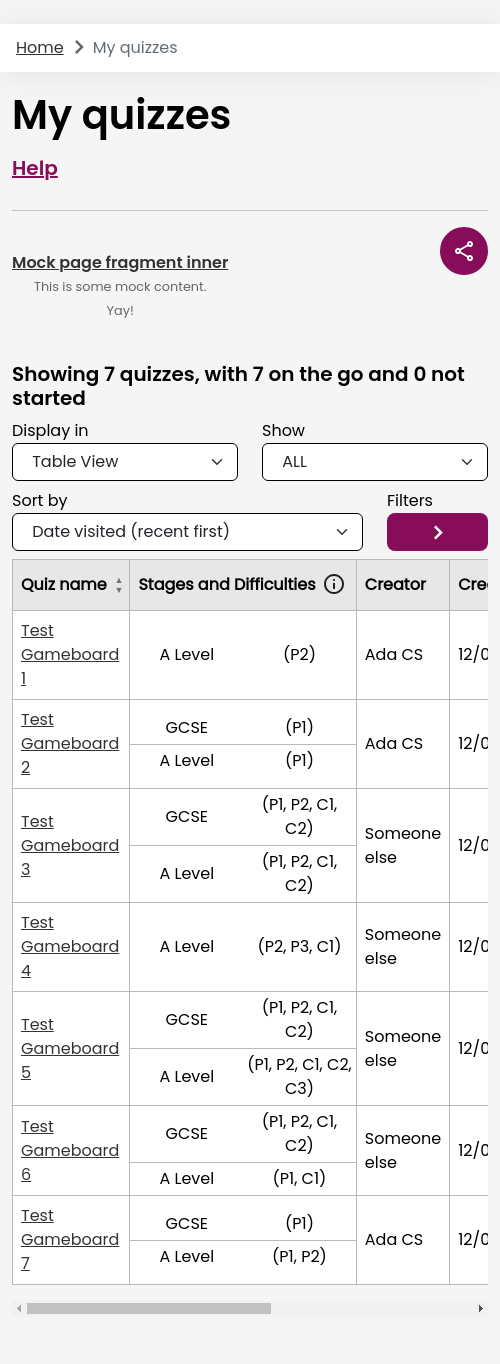 Home > My quizzes
My quizzes
Help
Mock page fragment inner
This is some mock content.
Yay!
Showing 7 quizzes, with 7 on the go and 0 not
started
Display in Show
Table View ALL
Sort by Filters
Date visited (recent first)
Quiz name Stages and Difficulties Creator
Test
Gameboard
1
A Level (P2) Ada CS 12/0
Test
Gameboard
2
GCSE (P1)
A Level (P1)
Ada CS 12/0
Test
Gameboard
3
GCSE (P1, P2, C1,
C2)
A Level (P1, P2, C1,
C2)
Someone
else
12/0
Test
Gameboard
4
A Level (P2, P3, C1)
Someone
else
12/0
Test
Gameboard
5
GCSE (P1, P2, C1,
C2)
A Level (P1, P2, C1, C2,
C3)
Someone
else
12/0
Test
Gameboard
6
GCSE (P1, P2, C1,
C2)
A Level (P1, C1)
Someone
else
12/0
Test
Gameboard
7
GCSE (P1)
A Level (P1, P2)
Ada CS 12/0